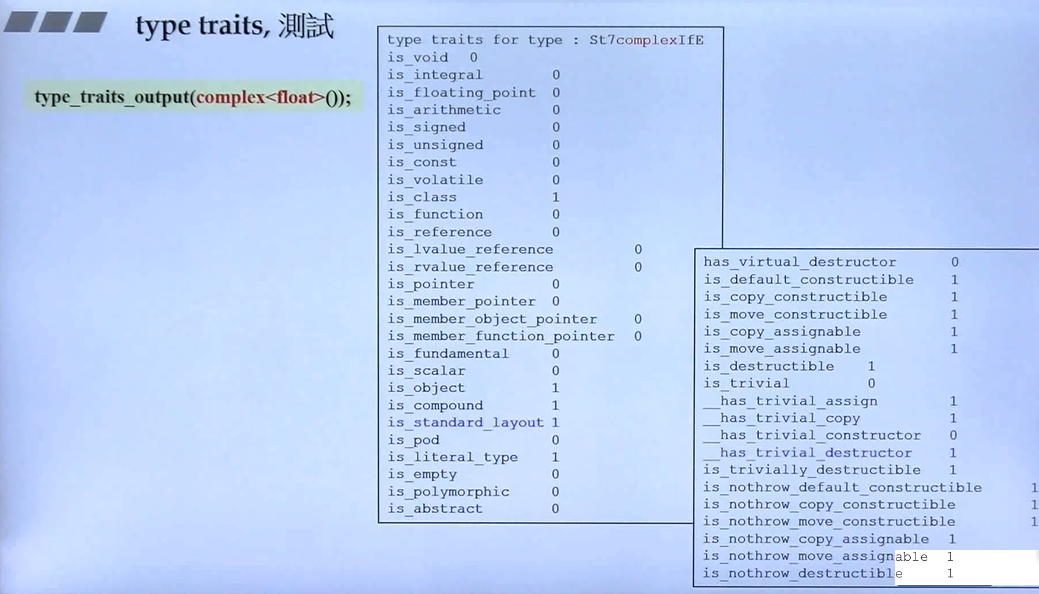 type traits, 測試
type_traits_output(complex<float>());
type traits for type : St7complexIfE
is_void 0
is_integral 0
is_floating_point 0
is_arithmetic 0
is_signed 0
is_unsigned 0
is_const 0
is_volatile 0
is_class 1
is_function 0
is_reference 0
is_lvalue_reference 0
is_rvalue_reference 0
is_pointer 0
is_member_pointer 0
is_member_object_pointer 0
is_member_function_pointer 0
is_fundamental 0
is_scalar 0
is_object 1
is_compound 1
is_standard_layout 1
is_pod 0
is_literal_type 1
is_empty 0
is_polymorphic 0
is_abstract 0
has_virtual_destructor 0
is_default_constructible 1
is_copy_constructible 1
is_move_constructible 1
is_copy_assignable 1
is_move_assignable 1
is_destructible 1
is_trivial 0
__has_trivial_assign 1
__has_trivial_copy 1
__has_trivial_constructor 0
__has_trivial_destructor 1
is_trivially_destructible 1
is_nothrow_default_constructible 1
is_nothrow_copy_constructible 1
is_nothrow_move_constructible 1
is_nothrow_copy_assignable 1
is_nothrow_move_assignable 1
is_nothrow_destructible 1